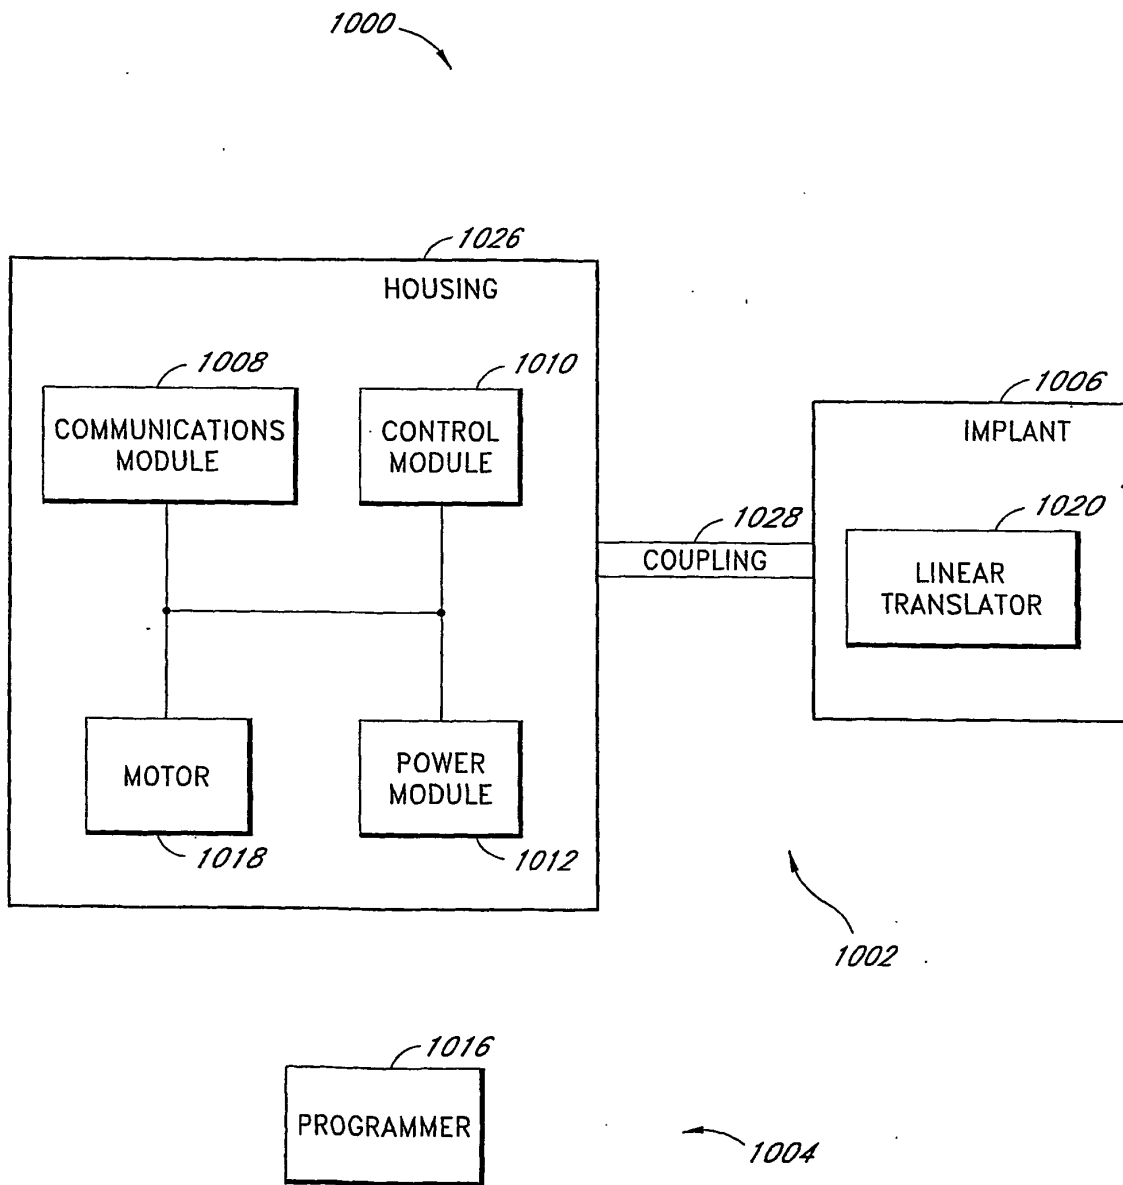 1000
1026
HOUSING
1008
COMMUNICATIONS
MODULE
1010
CONTROL
MODULE
1006
IMPLANT
1028
COUPLING
1020
LINEAR
TRANSLATOR
MOTOR
1018
POWER
MODULE
1012
1002
1016
PROGRAMMER
1004